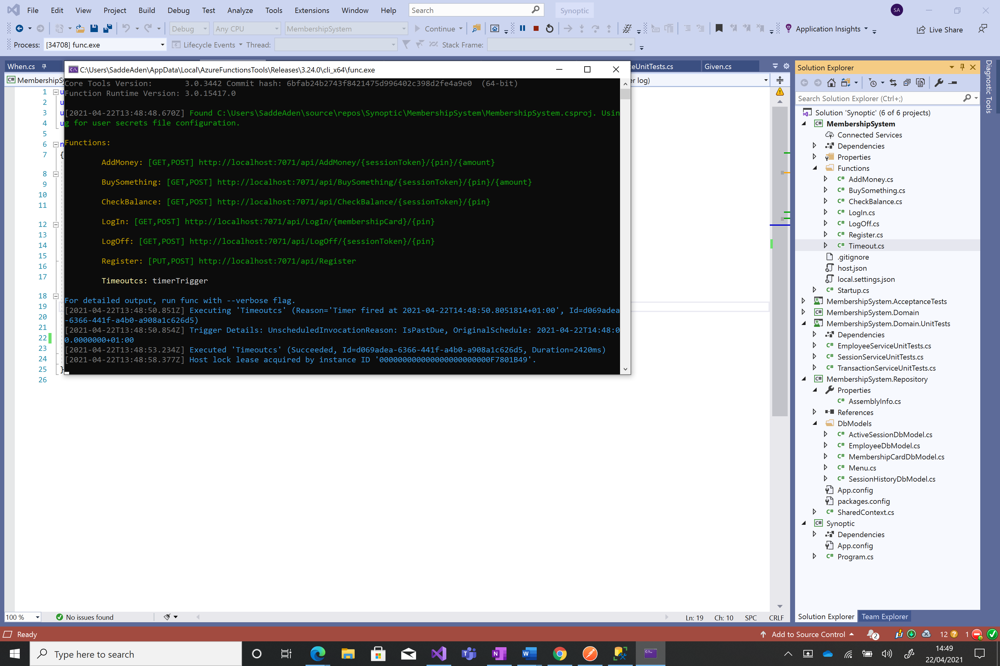 File Edit View Project Build Debug Test Analyze Tools Extensions Window Help Search Synoptic SA
Debug Any CPU MembershipSystem Continue Application Insights Live Share
Process: [34708] func.exe Lifecycle Events Thread: Stack Frame:
When.cs
C:\Users\SaddeAden\AppData\Local\AzureFunctionsTools\Releases\3.24.0\cli_x64\func.exe
eUnitTests.cs Given.cs
MembershipSy
er log)
1 u
2 u
3 u
4 u
5
6 n
7 {
8
9
10
11
12
13
14
15
16
17
18
19
20
21
22
23
24
25 }
26
Core Tools Version: 3.0.3442 Commit hash: 6bfab24b2743f8421475d996402c398d2fe4a9e0 (64-bit)
Function Runtime Version: 3.0.15417.0
[2021-04-22T13:48:48.670Z] Found C:\Users\SaddeAden\source\repos\Synoptic\MembershipSystem\MembershipSystem.csproj. Usin
g for user secrets file configuration.
Functions:
AddMoney: [GET,POST] http://localhost:7071/api/AddMoney/{sessionToken}/{pin}/{amount}
BuySomething: [GET,POST] http://localhost:7071/api/BuySomething/{sessionToken}/{pin}/{amount}
CheckBalance: [GET,POST] http://localhost:7071/api/CheckBalance/{sessionToken}/{pin}
LogIn: [GET,POST] http://localhost:7071/api/LogIn/{membershipCard}/{pin}
LogOff: [GET,POST] http://localhost:7071/api/LogOff/{sessionToken}/{pin}
Register: [PUT,POST] http://localhost:7071/api/Register
Timeoutcs: timerTrigger
For detailed output, run func with --verbose flag.
[2021-04-22T13:48:50.851Z] Executing 'Timeoutcs' (Reason='Timer fired at 2021-04-22T14:48:50.8051814+01:00', Id=d069adea
-6366-441f-a4b0-a908a1c626d5)
[2021-04-22T13:48:50.854Z] Trigger Details: UnscheduledInvocationReason: IsPastDue, OriginalSchedule: 2021-04-22T14:48:0
0.0000000+01:00
[2021-04-22T13:48:53.234Z] Executed 'Timeoutcs' (Succeeded, Id=d069adea-6366-441f-a4b0-a908a1c626d5, Duration=2420ms)
[2021-04-22T13:48:58.377Z] Host lock lease acquired by instance ID '000000000000000000000000F7801B49'.
Solution Explorer
Search Solution Explorer (Ctrl+;)
Solution 'Synoptic' (6 of 6 projects)
MembershipSystem
Connected Services
Dependencies
Properties
Functions
AddMoney.cs
BuySomething.cs
CheckBalance.cs
LogIn.cs
LogOff.cs
Register.cs
Timeout.cs
.gitignore
host.json
local.settings.json
Startup.cs
MembershipSystem.AcceptanceTests
MembershipSystem.Domain
MembershipSystem.Domain.UnitTests
Dependencies
EmployeeServiceUnitTests.cs
SessionServiceUnitTests.cs
TransactionServiceUnitTests.cs
MembershipSystem.Repository
Properties
AssemblyInfo.cs
References
DbModels
ActiveSessionDbModel.cs
EmployeeDbModel.cs
MembershipCardDbModel.cs
Menu.cs
SessionHistoryDbModel.cs
App.config
packages.config
SharedContext.cs
Synoptic
Dependencies
App.config
Program.cs
Diagnostic Tools
100 % No issues found Ln: 19 Ch: 10 SPC CRLF
Solution Explorer Team Explorer
Ready Add to Source Control 2 12 1
Type here to search
14:49
22/04/2021